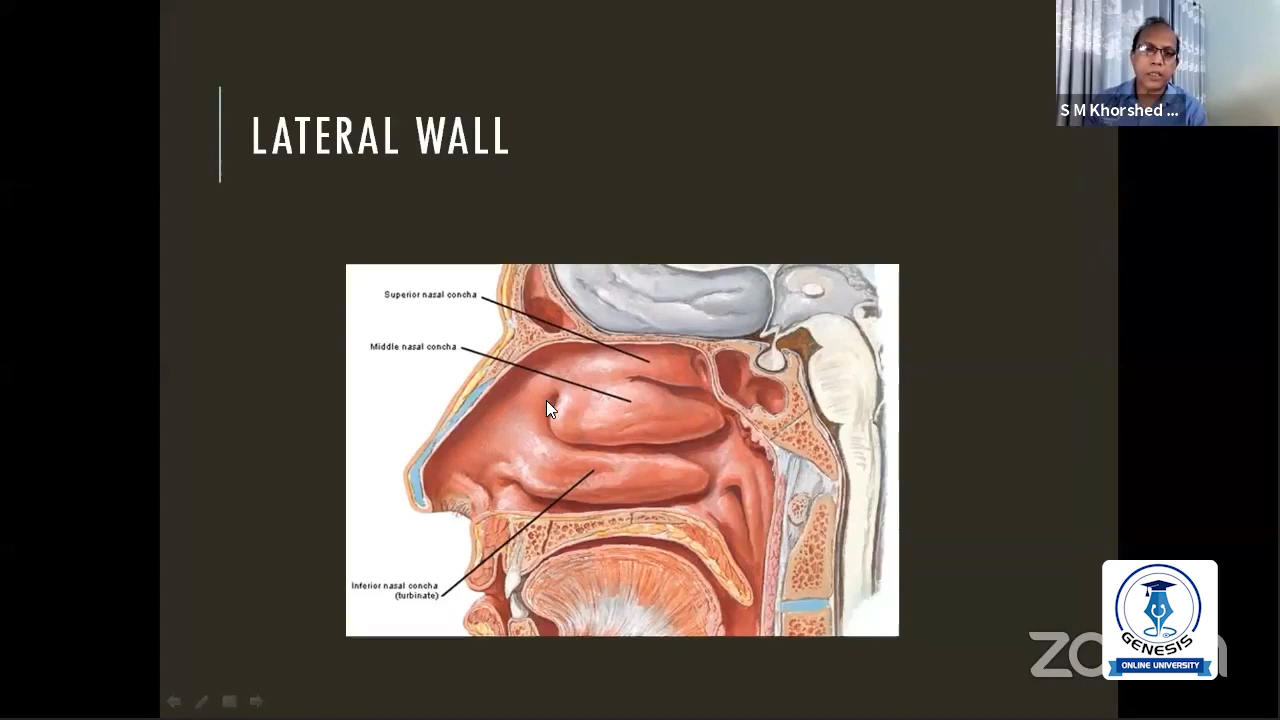 S M Khorshed ...
LATERAL WALL
Superior nasal concha
Middle nasal concha
Inferior nasal concha
(turbinate)
GENESIS
ONLINE UNIVERSITY